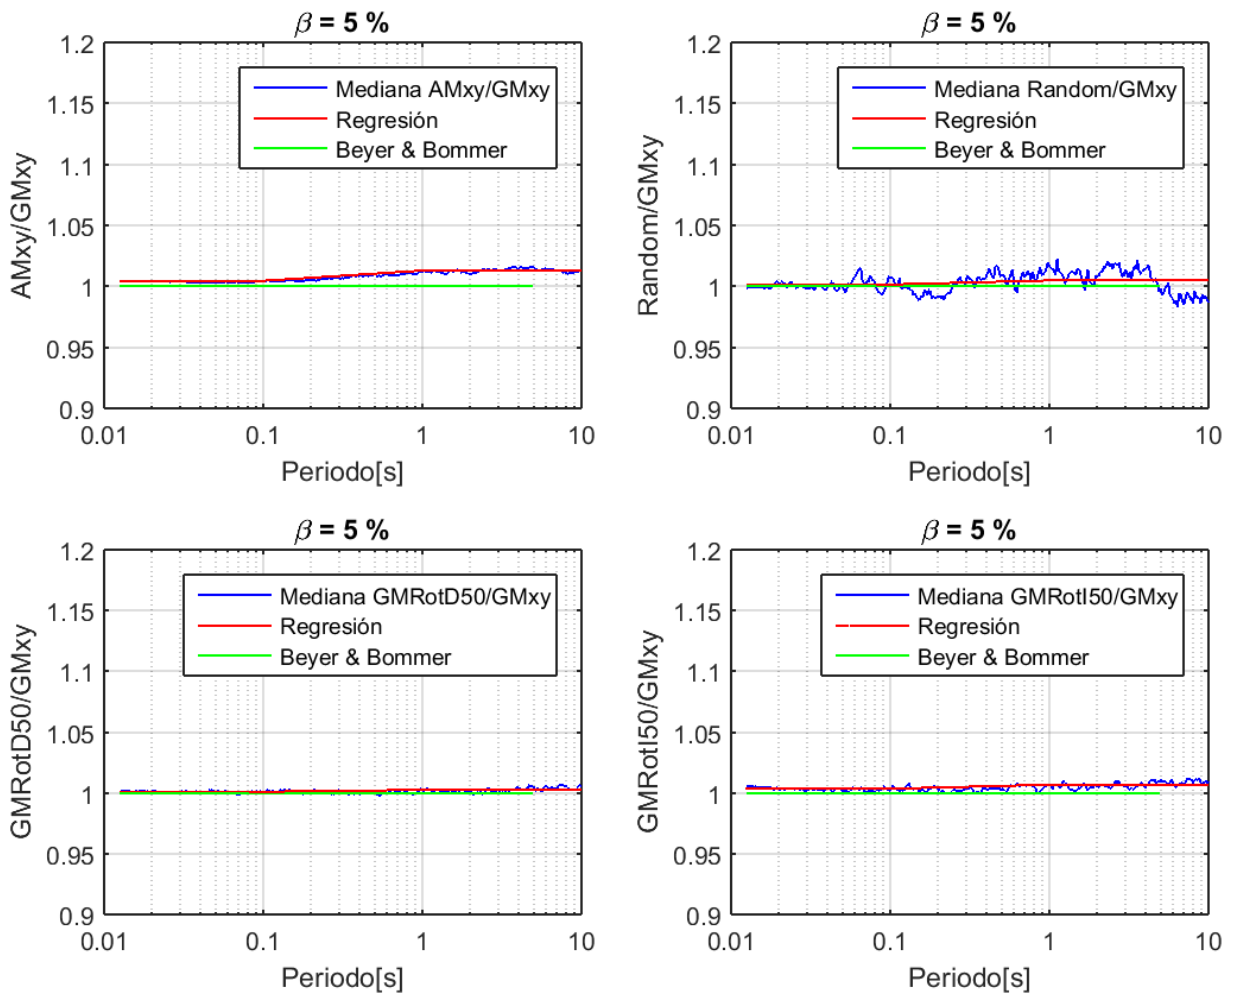 β = 5 %
1.2
1.15
1.1
1.05
1
0.95
0.9
AMxy/GMxy
Mediana AMxy/GMxy
Regresión
Beyer & Bommer
0.01
0.1
1
10
Periodo[s]
β = 5 %
1.2
1.15
1.1
1.05
1
0.95
0.9
Random/GMxy
Mediana Random/GMxy
Regresión
Beyer & Bommer
0.01
0.1
1
10
Periodo[s]
β = 5 %
1.2
1.15
1.1
1.05
1
0.95
0.9
GMRotD50/GMxy
Mediana GMRotD50/GMxy
Regresión
Beyer & Bommer
0.01
0.1
1
10
Periodo[s]
β = 5 %
1.2
1.15
1.1
1.05
1
0.95
0.9
GMRotI50/GMxy
Mediana GMRotI50/GMxy
Regresión
Beyer & Bommer
0.01
0.1
1
10
Periodo[s]